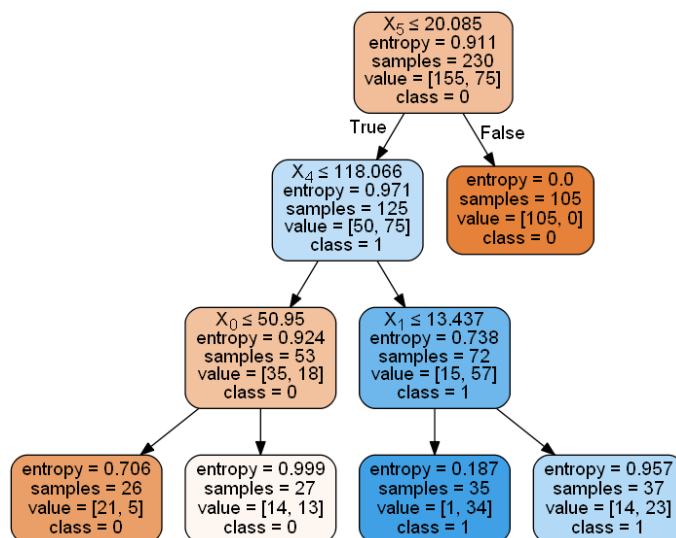 X₅ ≤ 20.085
entropy = 0.911
samples = 230
value = [155, 75]
class = 0
True
False
X₄ ≤ 118.066
entropy = 0.971
samples = 125
value = [50, 75]
class = 1
entropy = 0.0
samples = 105
value = [105, 0]
class = 0
X₀ ≤ 50.95
entropy = 0.924
samples = 53
value = [35, 18]
class = 0
X₁ ≤ 13.437
entropy = 0.738
samples = 72
value = [15, 57]
class = 1
entropy = 0.706
samples = 26
value = [21, 5]
class = 0
entropy = 0.999
samples = 27
value = [14, 13]
class = 0
entropy = 0.187
samples = 35
value = [1, 34]
class = 1
entropy = 0.957
samples = 37
value = [14, 23]
class = 1